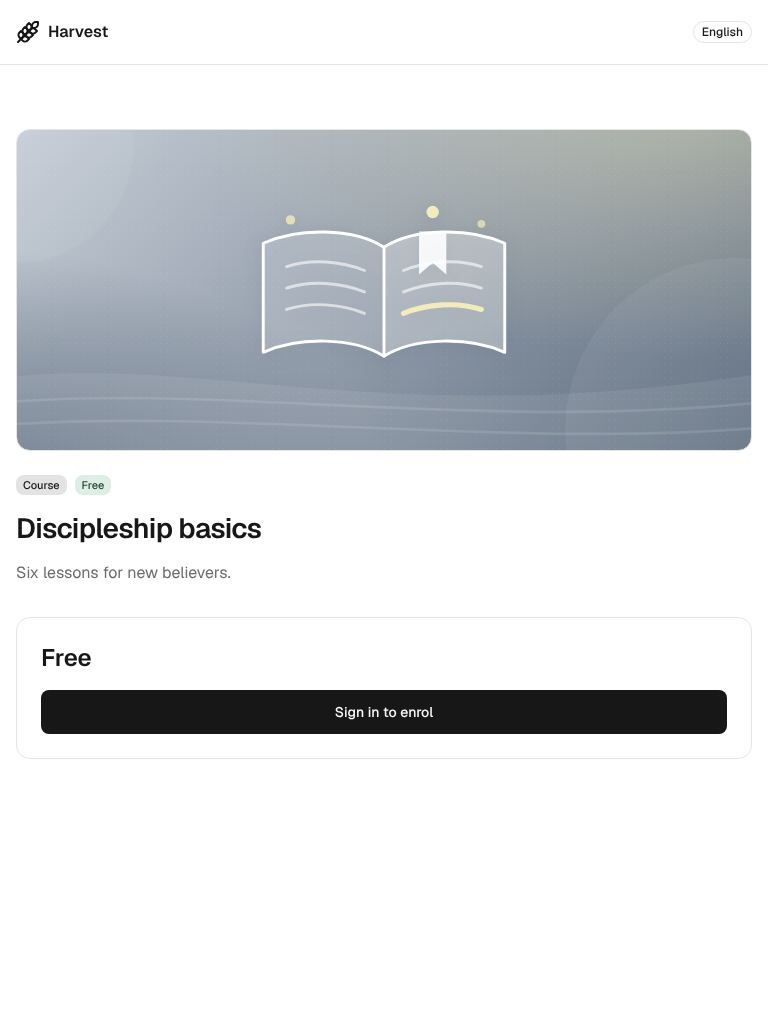 Harvest
English
Course
Free
Discipleship basics
Six lessons for new believers.
Free
Sign in to enrol